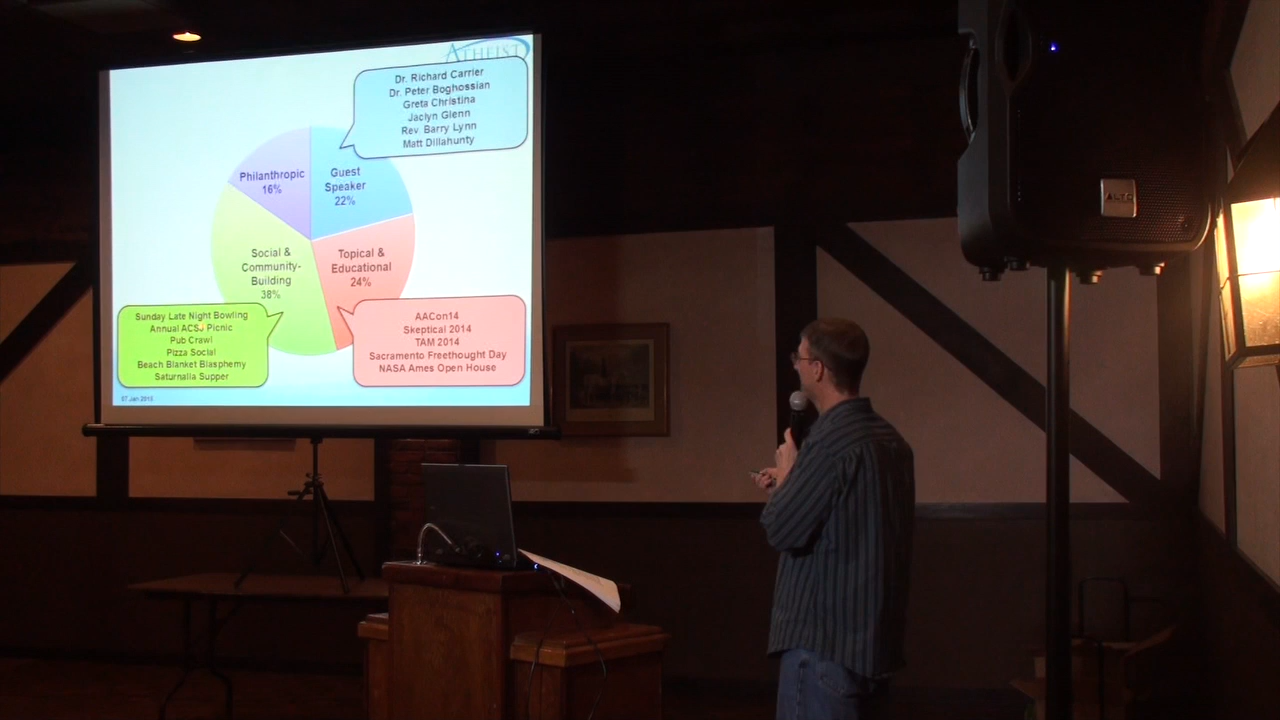 ATHEIST
Dr. Richard Carrier
Dr. Peter Boghossian
Greta Christina
Jaclyn Glenn
Rev. Barry Lynn
Matt Dillahunty
Philanthropic
16%
Guest
Speaker
22%
Social &
Community-
Building
38%
Topical &
Educational
24%
Sunday Late Night Bowling
Annual ACSJ Picnic
Pub Crawl
Pizza Social
Beach Blanket Blasphemy
Saturnalia Supper
AACon14
Skeptical 2014
TAM 2014
Sacramento Freethought Day
NASA Ames Open House
ALTO